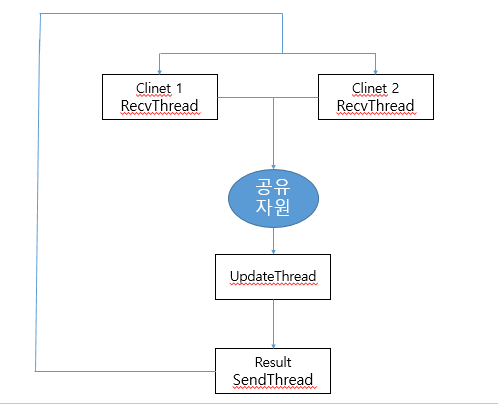 Clinet 1
RecvThread
Clinet 2
RecvThread
공유
자원
UpdateThread
Result
SendThread